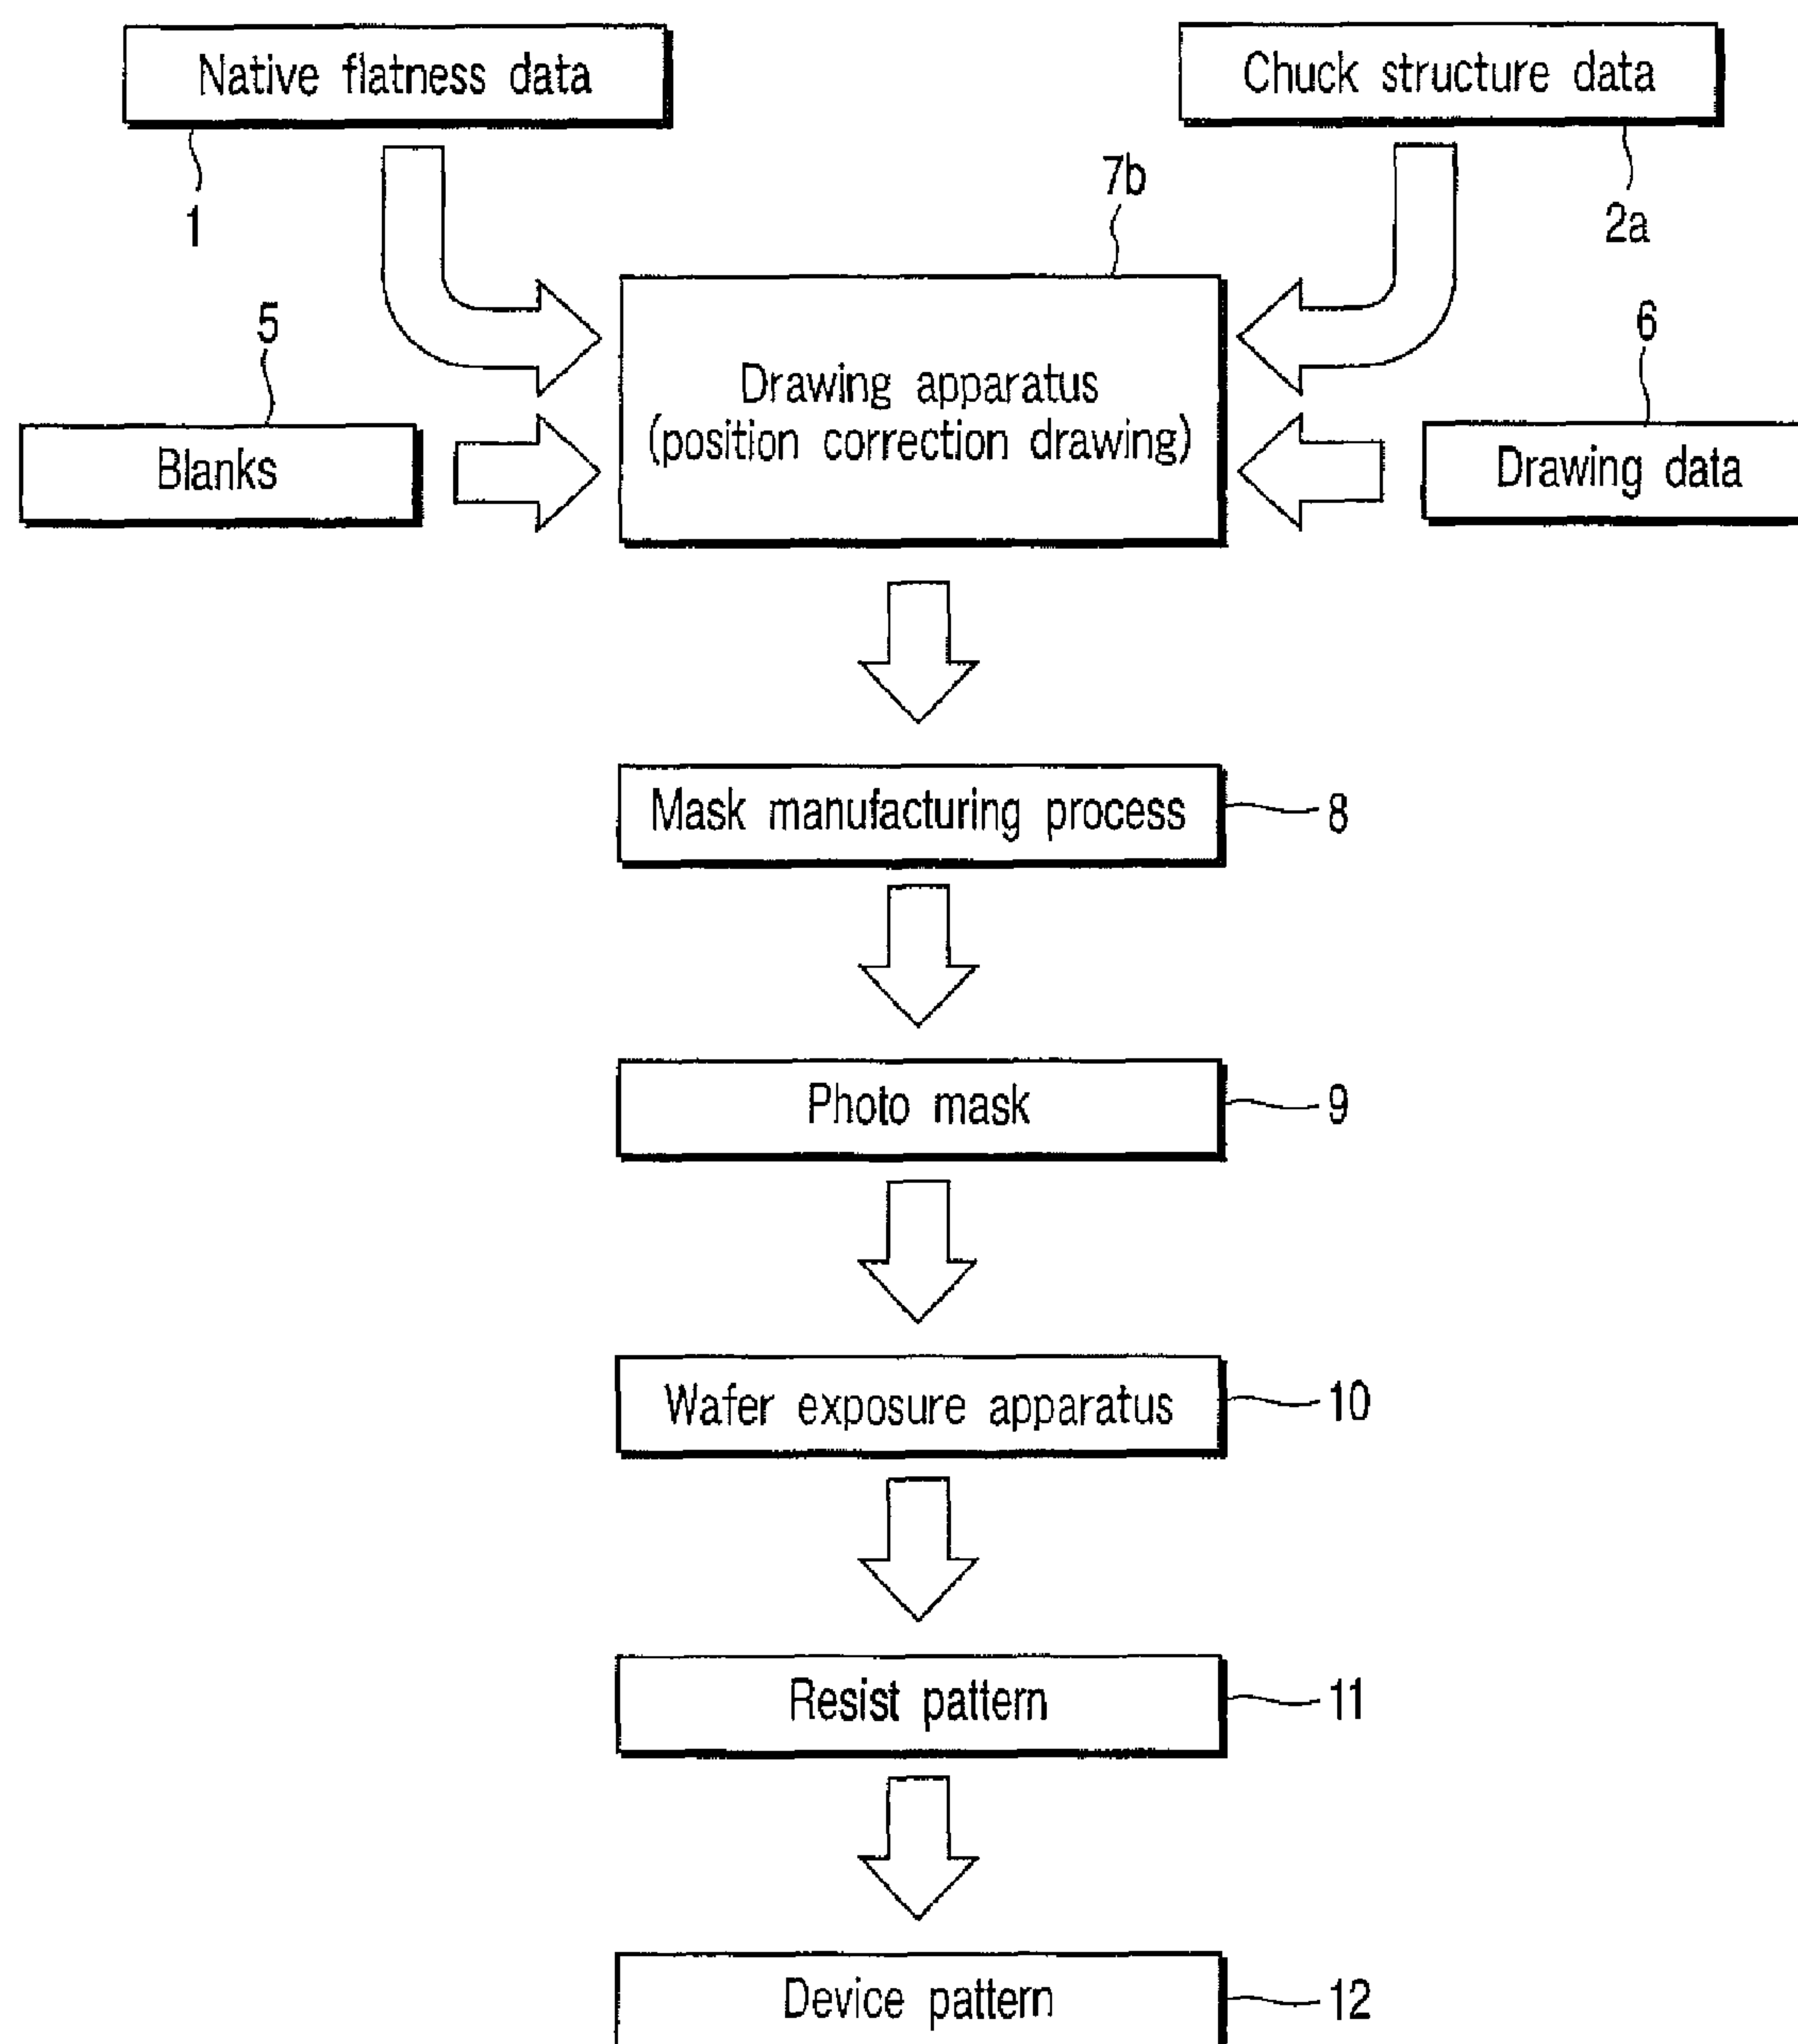 Native flatness data
Chuck structure data
1
2a
7b
5
6
Drawing apparatus
(position correction drawing)
Blanks
Drawing data
Mask manufacturing process
8
Photo mask
9
Wafer exposure apparatus
10
Resist pattern
11
Device pattern
12